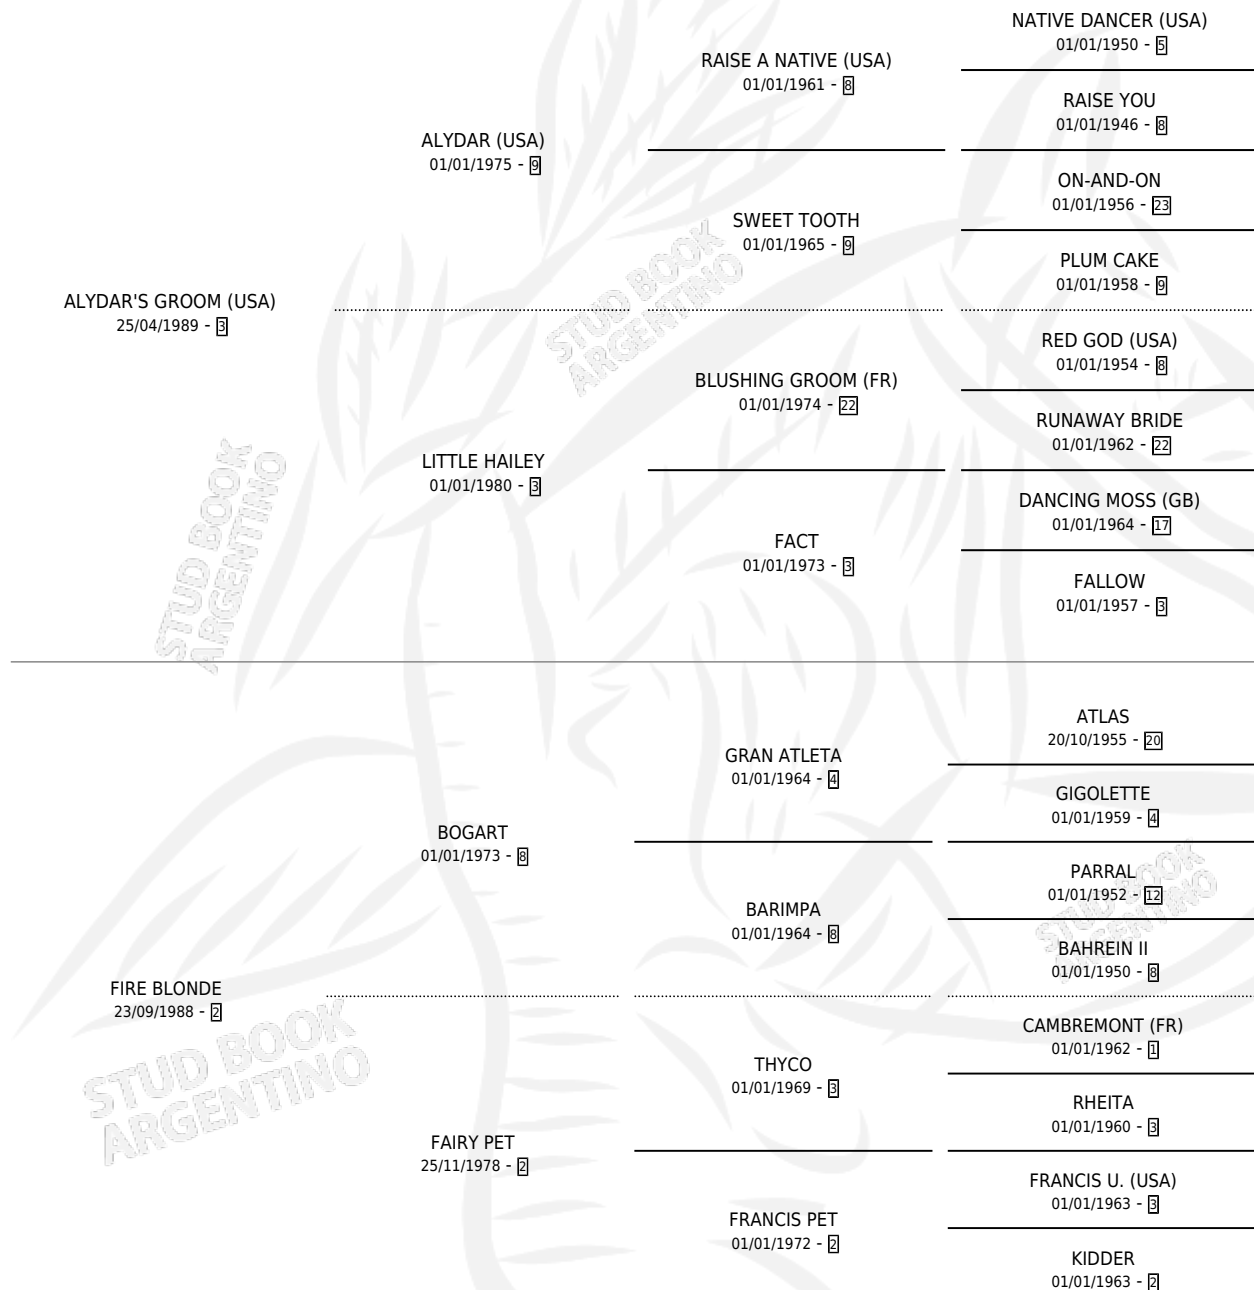 NATIVE DANCER (USA)
01/01/1950 - 5
RAISE A NATIVE (USA)
01/01/1961 - 8
RAISE YOU
01/01/1946 - 8
ALYDAR (USA)
01/01/1975 - 9
ON-AND-ON
01/01/1956 - 23
SWEET TOOTH
01/01/1965 - 9
PLUM CAKE
01/01/1958 - 9
ALYDAR'S GROOM (USA)
25/04/1989 - 3
STUD BOOK
ARGENTINO
RED GOD (USA)
01/01/1954 - 8
BLUSHING GROOM (FR)
01/01/1974 - 22
RUNAWAY BRIDE
01/01/1962 - 22
LITTLE HAILEY
01/01/1980 - 3
DANCING MOSS (GB)
01/01/1964 - 17
FACT
01/01/1973 - 3
FALLOW
01/01/1957 - 3
STUD BOOK
ARGENTINO
ATLAS
20/10/1955 - 20
GRAN ATLETA
01/01/1964 - 4
GIGOLETTE
01/01/1959 - 4
BOGART
01/01/1973 - 8
PARRAL
01/01/1952 - 12
BARIMPA
01/01/1964 - 8
BAHREIN II
01/01/1950 - 8
STUD BOOK
ARGENTINO
FIRE BLONDE
23/09/1988 - 2
CAMBREMONT (FR)
01/01/1962 - 1
THYCO
01/01/1969 - 3
RHEITA
01/01/1960 - 3
STUD BOOK
ARGENTINO
FAIRY PET
25/11/1978 - 2
FRANCIS U. (USA)
01/01/1963 - 3
FRANCIS PET
01/01/1972 - 2
KIDDER
01/01/1963 - 2